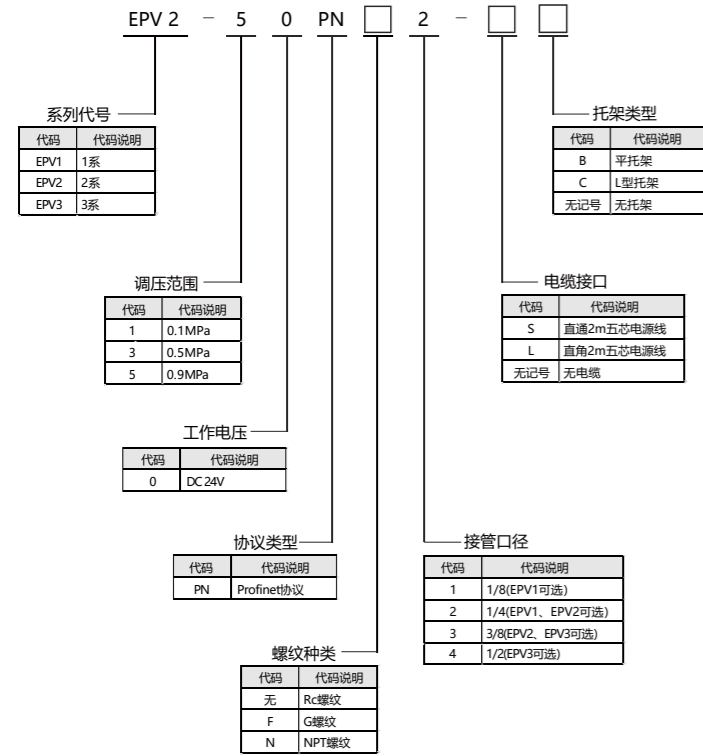 EPV 2 - 5 0 PN □ 2 - □ □
系列代号
代码 代码说明
EPV1 1系
EPV2 2系
EPV3 3系
托架类型
代码 代码说明
B 平托架
C L型托架
无记号 无托架
调压范围
代码 代码说明
1 0.1MPa
3 0.5MPa
5 0.9MPa
电缆接口
代码 代码说明
S 直通2m五芯电源线
L 直角2m五芯电源线
无记号 无电缆
工作电压
代码 代码说明
0 DC24V
协议类型
代码 代码说明
PN Profinet协议
接管口径
代码 代码说明
1 1/8(EPV1可选)
2 1/4(EPV1、EPV2可选)
3 3/8(EPV2、EPV3可选)
4 1/2(EPV3可选)
螺纹种类
代码 代码说明
无 Rc螺纹
F G螺纹
N NPT螺纹